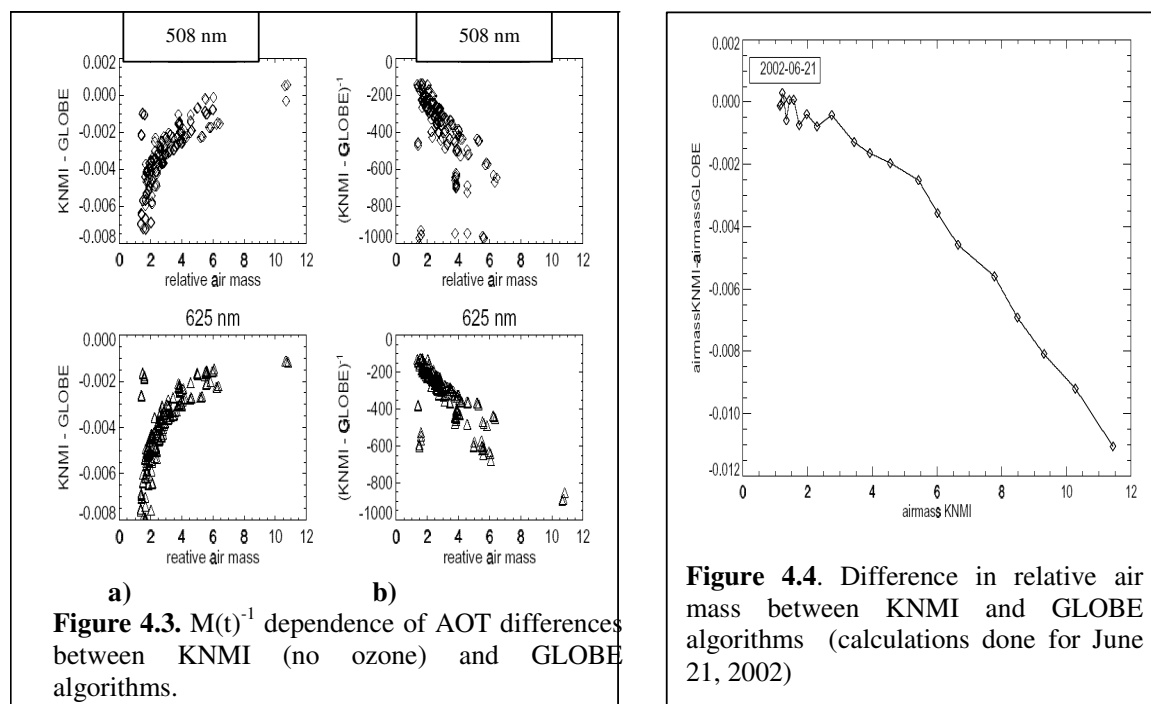 508 nm
0.002
0.000
-0.002
-0.004
-0.006
-0.008
KNMI - GLOBE
0 2 4 6 8 10 12
relative air mass
508 nm
0
-200
-400
-600
-800
-1000
(KNMI - GLOBE)⁻¹
0 2 4 6 8 10 12
relative air mass
625 nm
0.000
-0.002
-0.004
-0.006
-0.008
KNMI - GLOBE
0 2 4 6 8 10 12
reative air mass
625 nm
0
-200
-400
-600
-800
-1000
(KNMI - GLOBE)⁻¹
0 2 4 6 8 10 12
reative air mass
a) b)
Figure 4.3. M(t)⁻¹ dependence of AOT differences
between KNMI (no ozone) and GLOBE
algorithms.
2002-06-21
0.002
0.000
-0.002
-0.004
-0.006
-0.008
-0.010
-0.012
airmassKNMI-airmassGLOBE
0 2 4 6 8 10 12
airmass KNMI
Figure 4.4. Difference in relative air
mass between KNMI and GLOBE
algorithms (calculations done for June
21, 2002)